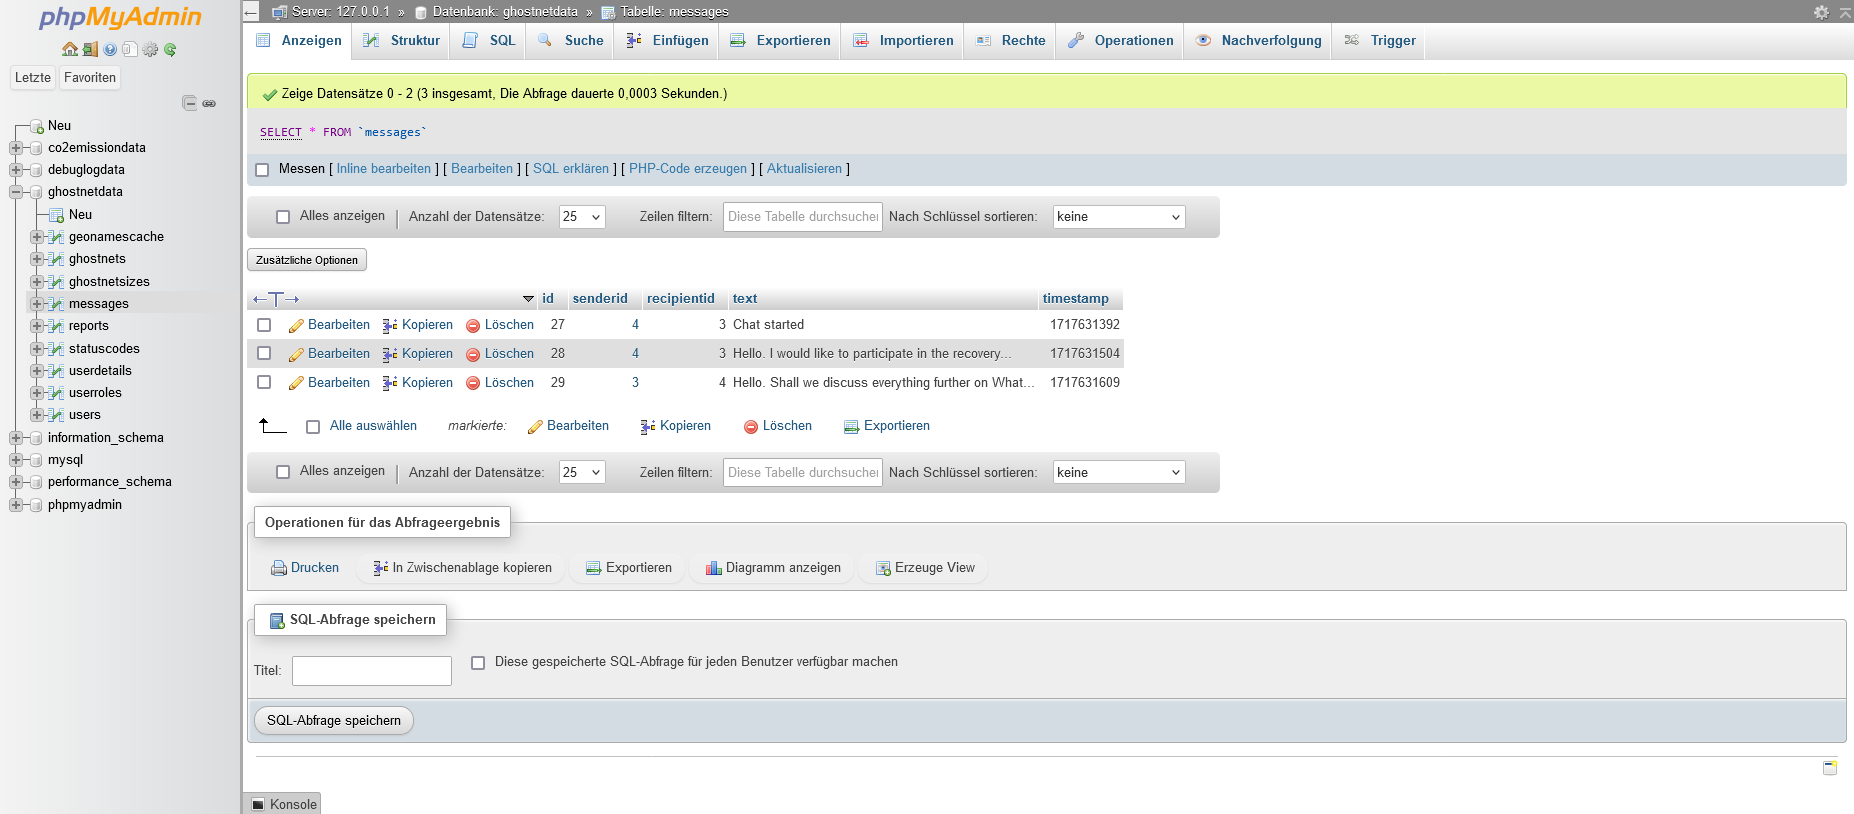 phpMyAdmin
Letzte Favoriten
Neu
co2emissiondata
debuglogdata
ghostnetdata
Neu
geonamescache
ghostnets
ghostnetsizes
messages
reports
statuscodes
userdetails
userroles
users
information_schema
mysql
performance_schema
phpmyadmin
Server: 127.0.0.1 » Datenbank: ghostnetdata » Tabelle: messages
Anzeigen Struktur SQL Suche Einfügen Exportieren Importieren Rechte Operationen Nachverfolgung Trigger
Zeige Datensätze 0 - 2 (3 insgesamt, Die Abfrage dauerte 0,0003 Sekunden.)
SELECT * FROM `messages`
Messen [ Inline bearbeiten ] [ Bearbeiten ] [ SQL erklären ] [ PHP-Code erzeugen ] [ Aktualisieren ]
Alles anzeigen | Anzahl der Datensätze: 25 Zeilen filtern: Diese Tabelle durchsuchen Nach Schlüssel sortieren: keine
Zusätzliche Optionen
←T→ id senderid recipientid text timestamp
Bearbeiten Kopieren Löschen 27 4 3 Chat started 1717631392
Bearbeiten Kopieren Löschen 28 4 3 Hello. I would like to participate in the recovery... 1717631504
Bearbeiten Kopieren Löschen 29 3 4 Hello. Shall we discuss everything further on What... 1717631609
Alle auswählen markierte: Bearbeiten Kopieren Löschen Exportieren
Alles anzeigen | Anzahl der Datensätze: 25 Zeilen filtern: Diese Tabelle durchsuchen Nach Schlüssel sortieren: keine
Operationen für das Abfrageergebnis
Drucken In Zwischenablage kopieren Exportieren Diagramm anzeigen Erzeuge View
SQL-Abfrage speichern
Titel: Diese gespeicherte SQL-Abfrage für jeden Benutzer verfügbar machen
SQL-Abfrage speichern
Konsole